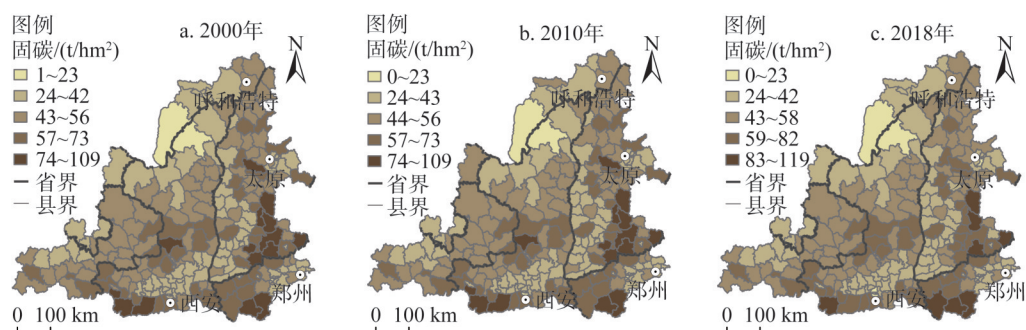 图例
固碳/(t/hm²)
1~23
24~42
43~56
57~73
74~109
省界
县界
a. 2000年
N
呼和浩特
太原
西安
郑州
0 100 km
图例
固碳/(t/hm²)
0~23
24~43
44~56
57~73
74~109
省界
县界
b. 2010年
N
呼和浩特
太原
西安
郑州
0 100 km
图例
固碳/(t/hm²)
0~23
24~42
43~58
59~82
83~119
省界
县界
c. 2018年
N
呼和浩特
太原
西安
郑州
0 100 km